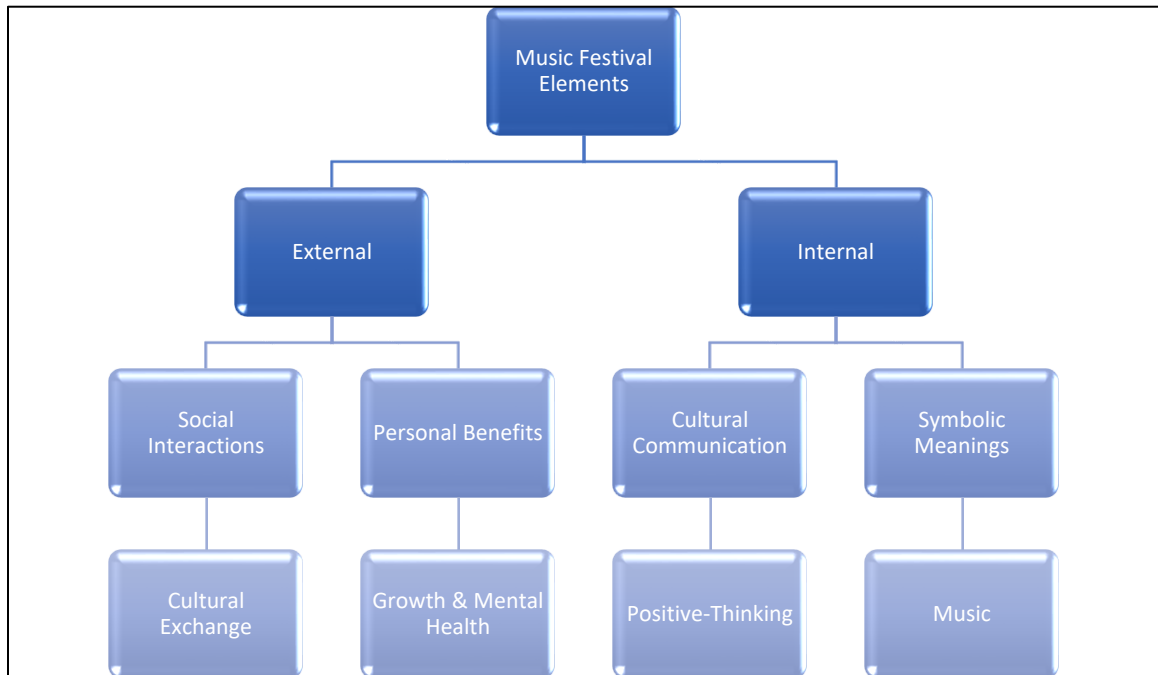 Music Festival
Elements
External
Internal
Social
Interactions
Personal Benefits
Cultural
Communication
Symbolic
Meanings
Cultural
Exchange
Growth & Mental
Health
Positive-Thinking
Music